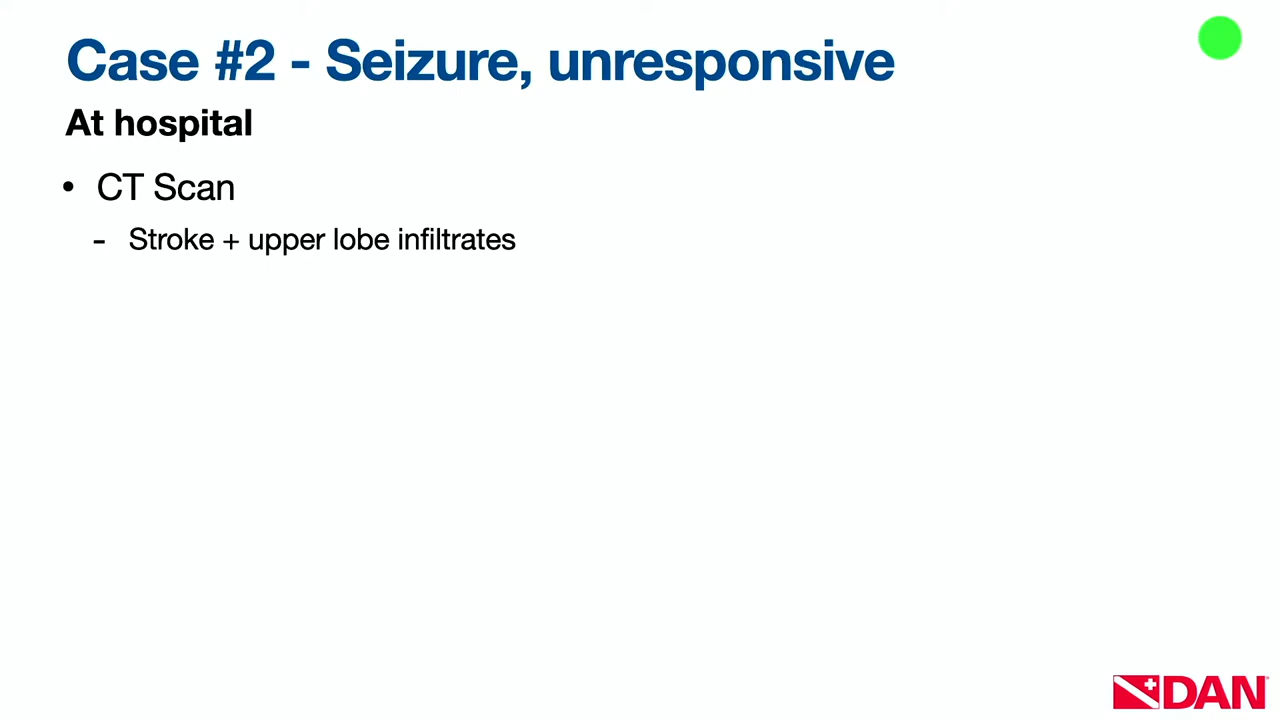 Case #2 - Seizure, unresponsive
At hospital
• CT Scan
- Stroke + upper lobe infiltrates
DAN